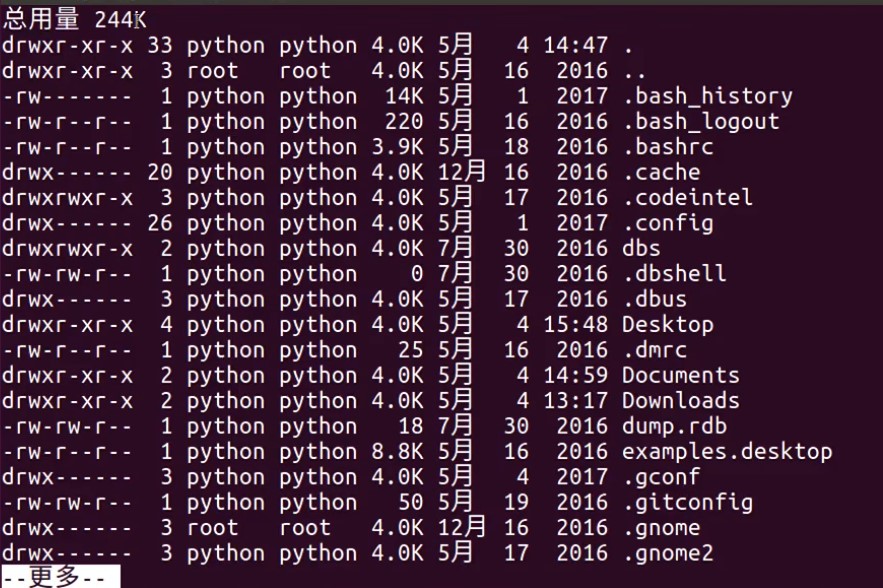 总用量 244K
drwxr-xr-x 33 python python 4.0K 5月   4 14:47 .
drwxr-xr-x  3 root   root   4.0K 5月  16  2016 ..
-rw-------  1 python python  14K 5月   1  2017 .bash_history
-rw-r--r--  1 python python  220 5月  16  2016 .bash_logout
-rw-r--r--  1 python python 3.9K 5月  18  2016 .bashrc
drwx------ 20 python python 4.0K 12月 16  2016 .cache
drwxrwxr-x  3 python python 4.0K 5月  17  2016 .codeintel
drwx------ 26 python python 4.0K 5月   1  2017 .config
drwxrwxr-x  2 python python 4.0K 7月  30  2016 dbs
-rw-rw-r--  1 python python    0 7月  30  2016 .dbshell
drwx------  3 python python 4.0K 5月  17  2016 .dbus
drwxr-xr-x  4 python python 4.0K 5月   4 15:48 Desktop
-rw-r--r--  1 python python   25 5月  16  2016 .dmrc
drwxr-xr-x  2 python python 4.0K 5月   4 14:59 Documents
drwxr-xr-x  2 python python 4.0K 5月   4 13:17 Downloads
-rw-rw-r--  1 python python   18 7月  30  2016 dump.rdb
-rw-r--r--  1 python python 8.8K 5月  16  2016 examples.desktop
drwx------  3 python python 4.0K 5月   4  2017 .gconf
-rw-rw-r--  1 python python   50 5月  19  2016 .gitconfig
drwx------  3 root   root   4.0K 12月 16  2016 .gnome
drwx------  3 python python 4.0K 5月  17  2016 .gnome2
--更多--